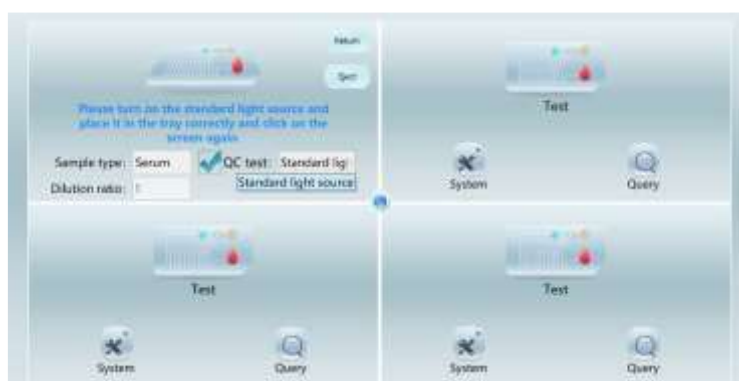 Return
Eject
Please turn on the standard light source and
place it in the tray correctly and click on the
screen again
Sample type: Serum
QC test: Standard lig
Dilution ratio:
Standard light source
Test
System
Query
Test
System
Query
Test
System
Query